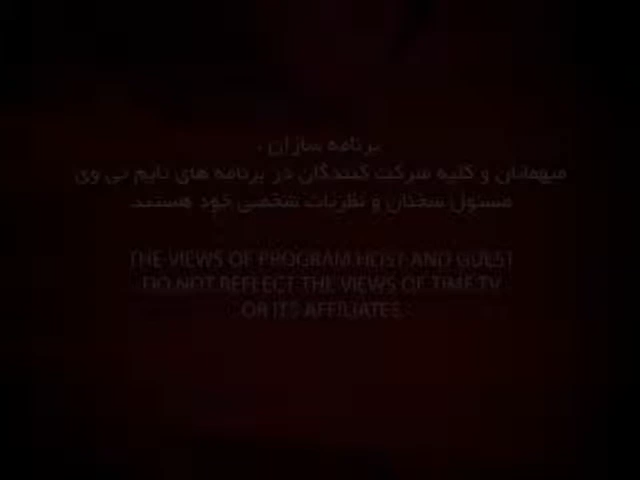 برنامه سازان ،
میهمانان و کلیه شرکت کنندگان در برنامه های تایم تی وی
مسئول سخنان و نظریات شخصی خود هستند
THE VIEWS OF PROGRAM HOST AND GUEST
DO NOT REFLECT THE VIEWS OF TIME TV
OR ITS AFFILIATES